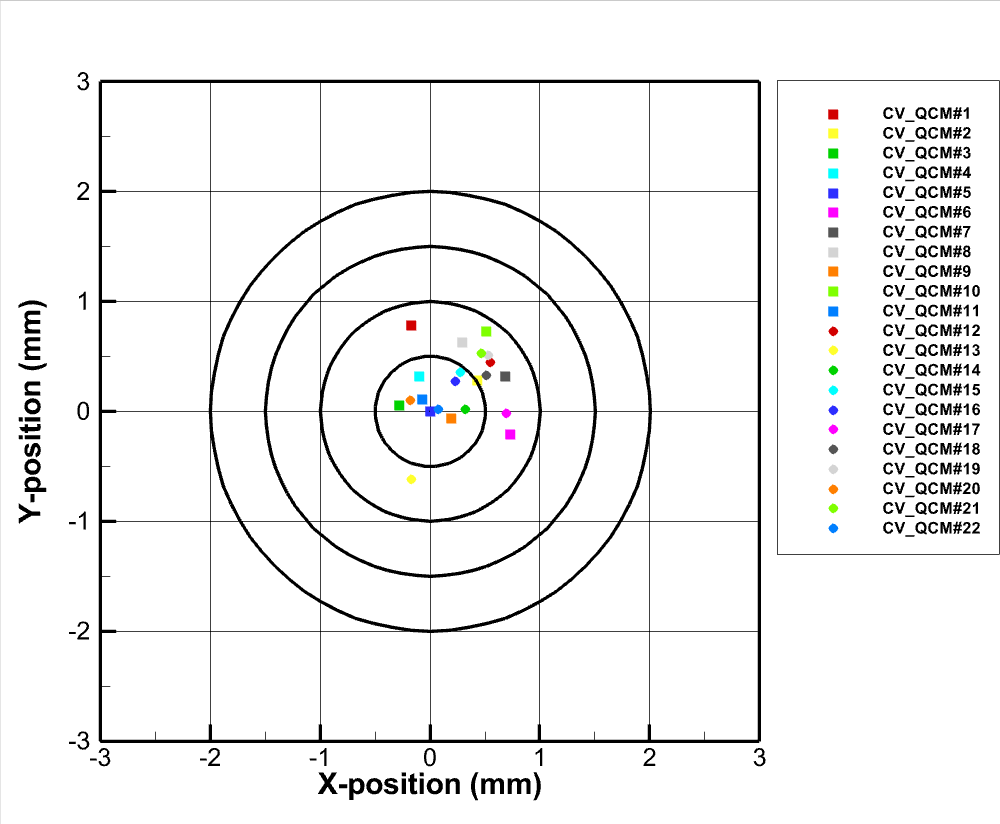 3
2
1
0
-1
-2
-3
-3
-2
-1
0
1
2
3
X-position (mm)
Y-position (mm)
CV_QCM#1
CV_QCM#2
CV_QCM#3
CV_QCM#4
CV_QCM#5
CV_QCM#6
CV_QCM#7
CV_QCM#8
CV_QCM#9
CV_QCM#10
CV_QCM#11
CV_QCM#12
CV_QCM#13
CV_QCM#14
CV_QCM#15
CV_QCM#16
CV_QCM#17
CV_QCM#18
CV_QCM#19
CV_QCM#20
CV_QCM#21
CV_QCM#22